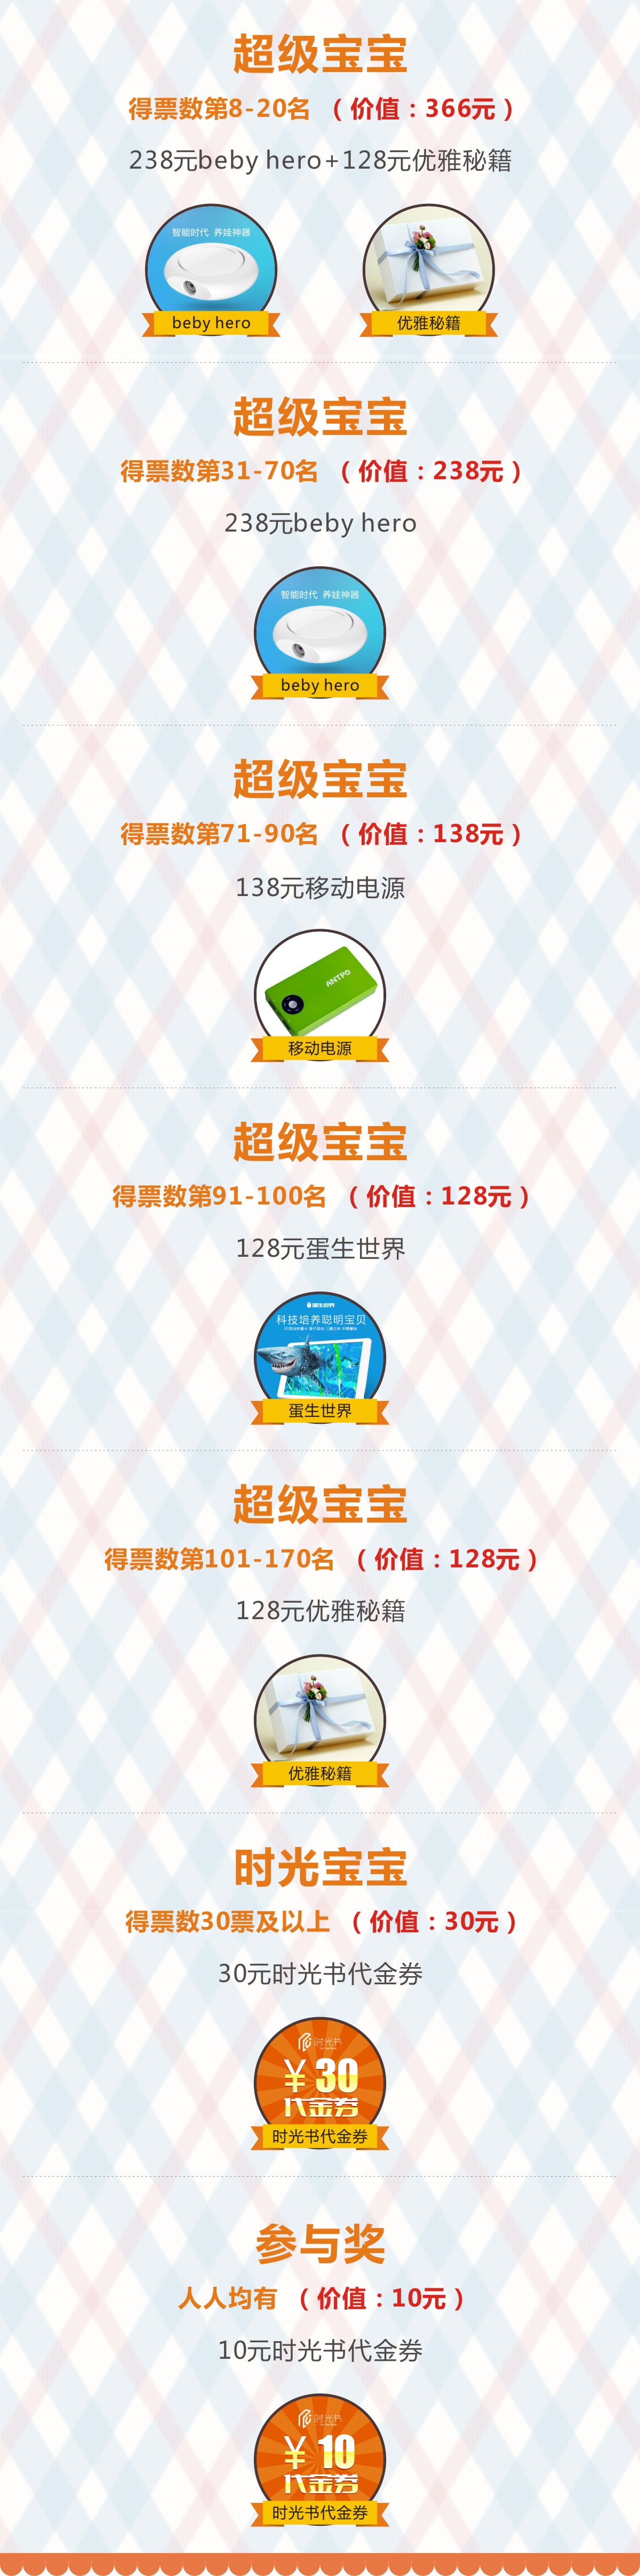 超级宝宝
得票数第8-20名 （价值：366元）
238元beby hero+128元优雅秘籍
智能时代 养娃神器
beby hero
优雅秘籍
超级宝宝
得票数第31-70名 （价值：238元）
238元beby hero
智能时代 养娃神器
beby hero
超级宝宝
得票数第71-90名 （价值：138元）
138元移动电源
ANTPO
移动电源
超级宝宝
得票数第91-100名 （价值：128元）
128元蛋生世界
蛋生世界
科技培养聪明宝贝
蛋生世界
超级宝宝
得票数第101-170名 （价值：128元）
128元优雅秘籍
优雅秘籍
时光宝宝
得票数30票及以上 （价值：30元）
30元时光书代金券
时光书
¥30
代金券
时光书代金券
参与奖
人人均有 （价值：10元）
10元时光书代金券
时光书
¥10
代金券
时光书代金券